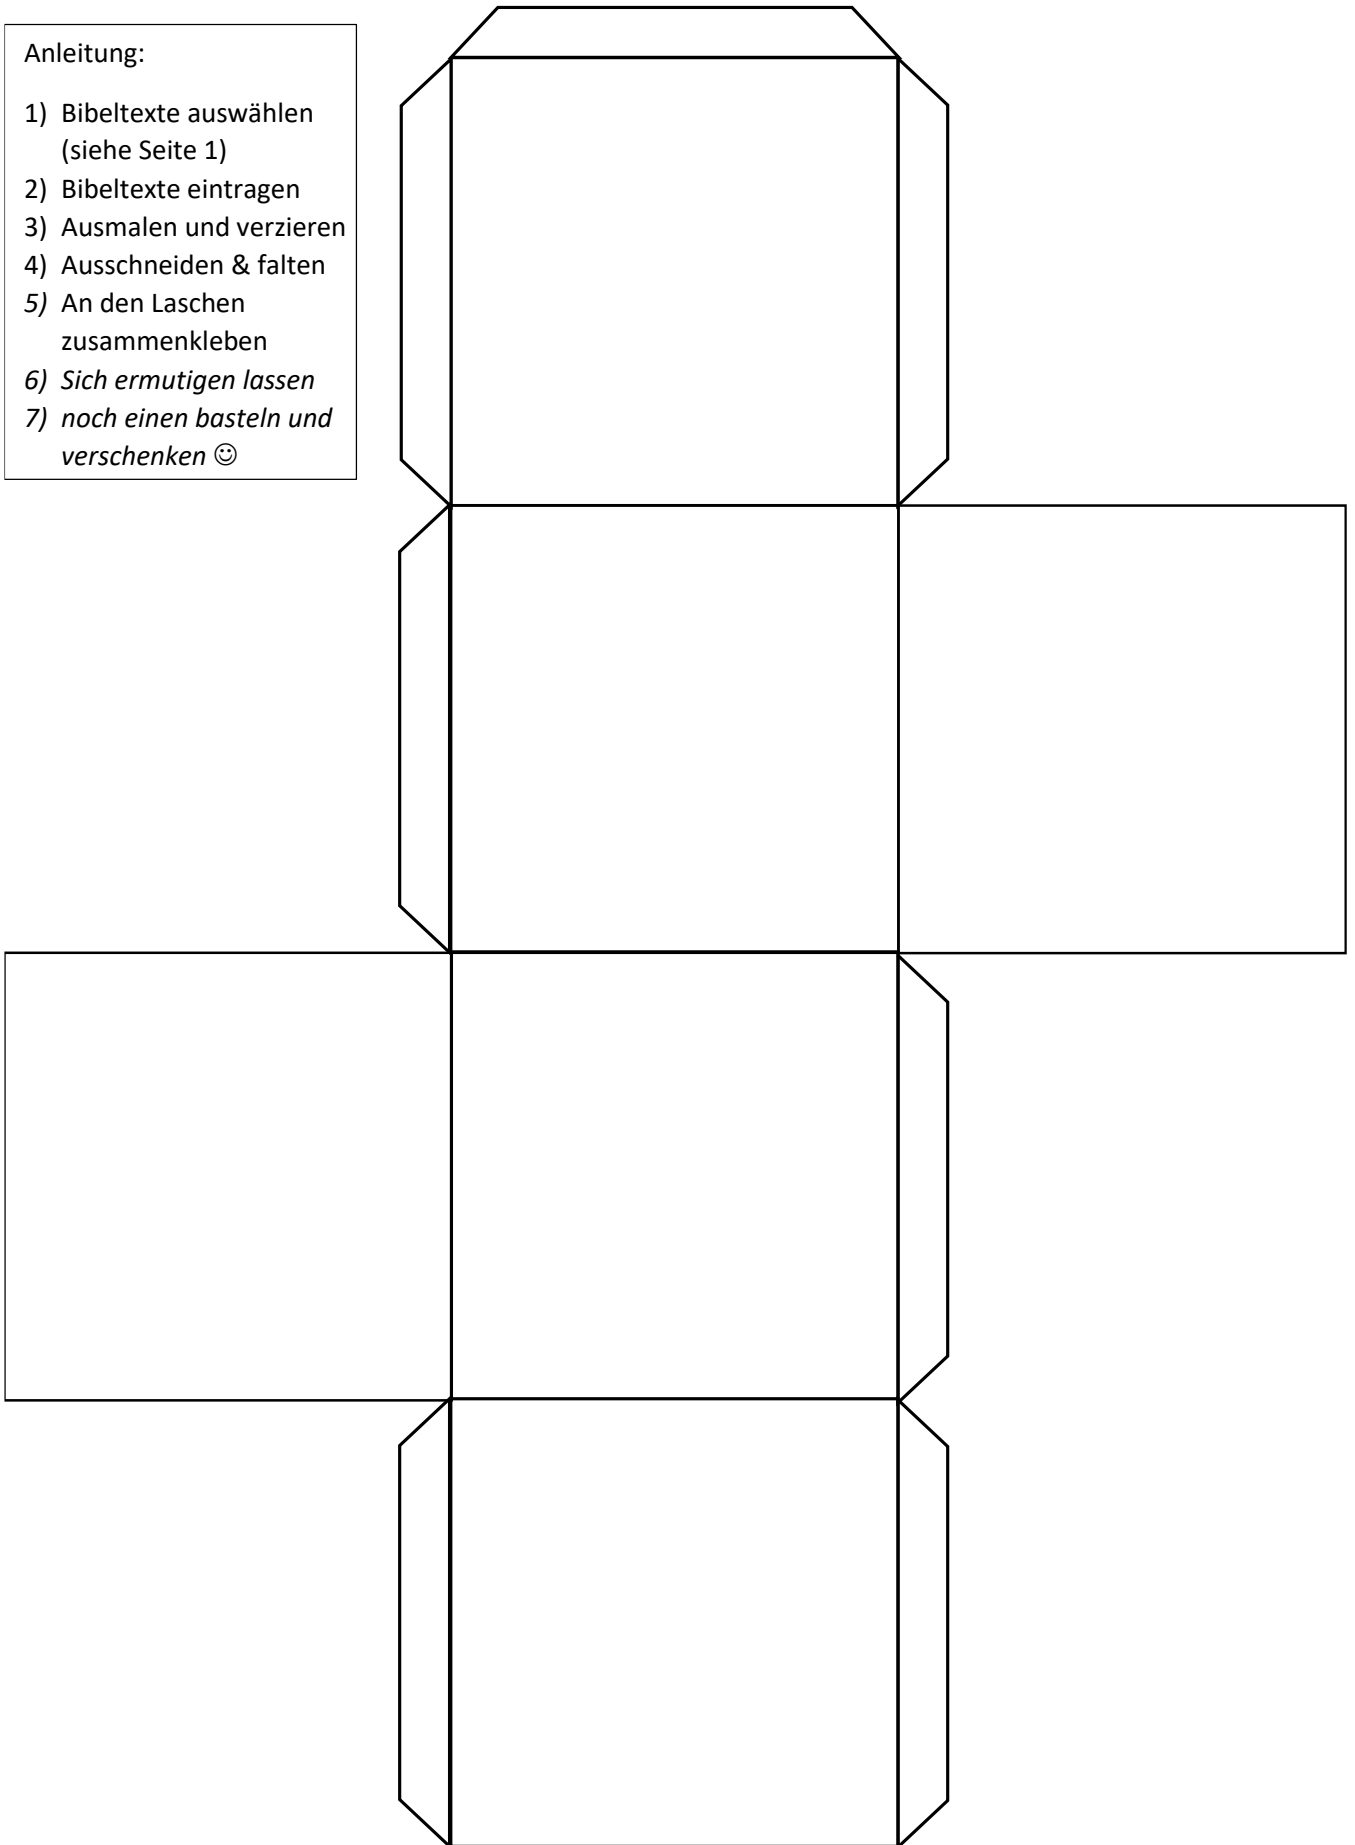 Anleitung:
1) Bibeltexte auswählen
(siehe Seite 1)
2) Bibeltexte eintragen
3) Ausmalen und verzieren
4) Ausschneiden & falten
5) An den Laschen
zusammenkleben
6) Sich ermutigen lassen
7) noch einen basteln und
verschenken ☺